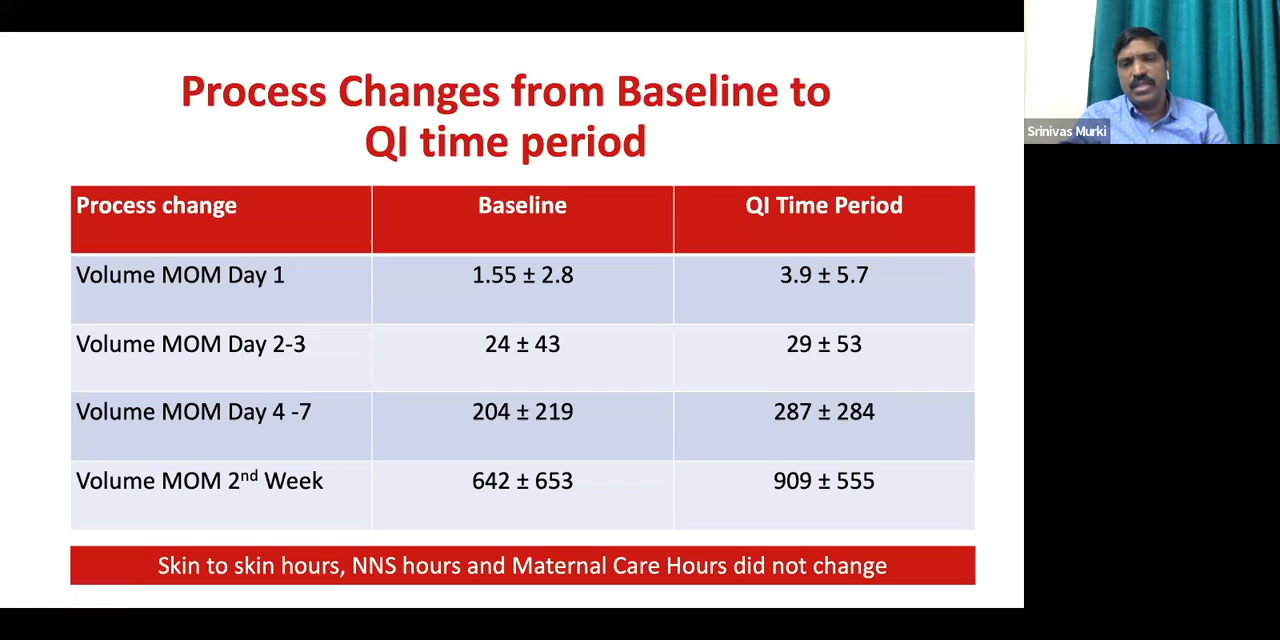 Process Changes from Baseline to
QI time period
Process change Baseline QI Time Period
Volume MOM Day 1 1.55 ± 2.8 3.9 ± 5.7
Volume MOM Day 2-3 24 ± 43 29 ± 53
Volume MOM Day 4 -7 204 ± 219 287 ± 284
Volume MOM 2nd Week 642 ± 653 909 ± 555
Skin to skin hours, NNS hours and Maternal Care Hours did not change
Srinivas Murki